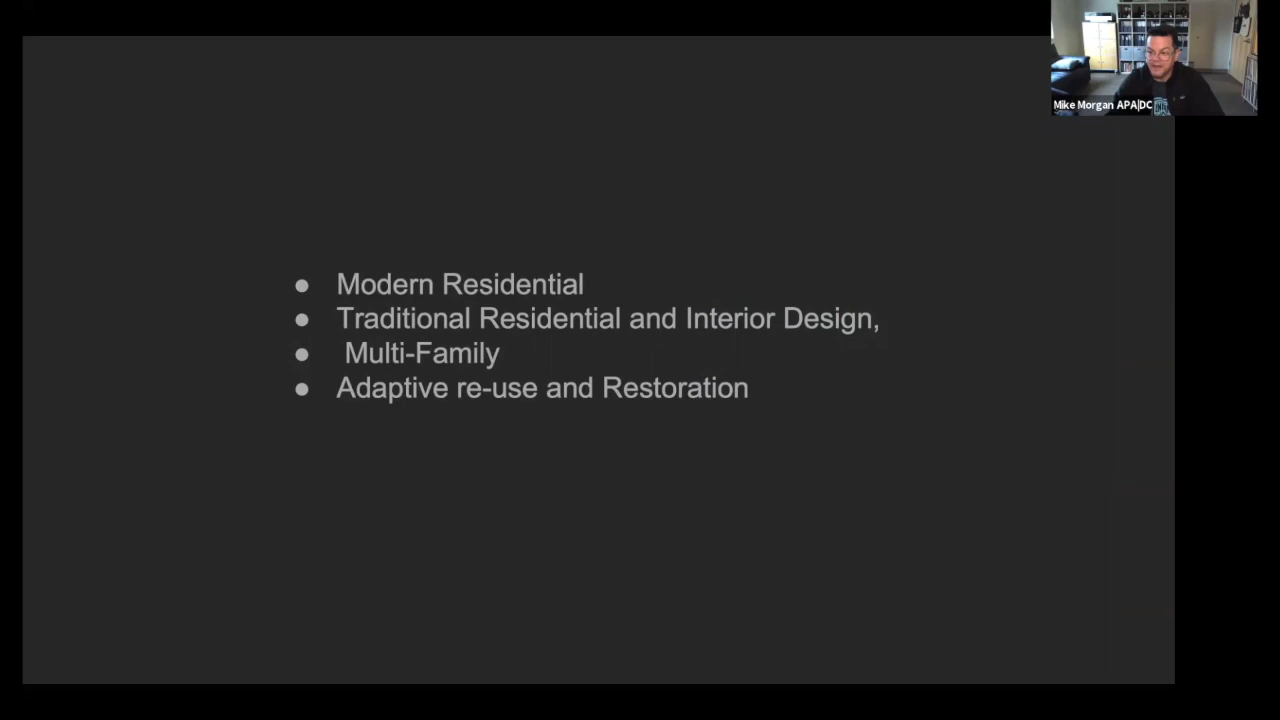 Mike Morgan APA|DC
● Modern Residential
● Traditional Residential and Interior Design,
● Multi-Family
● Adaptive re-use and Restoration